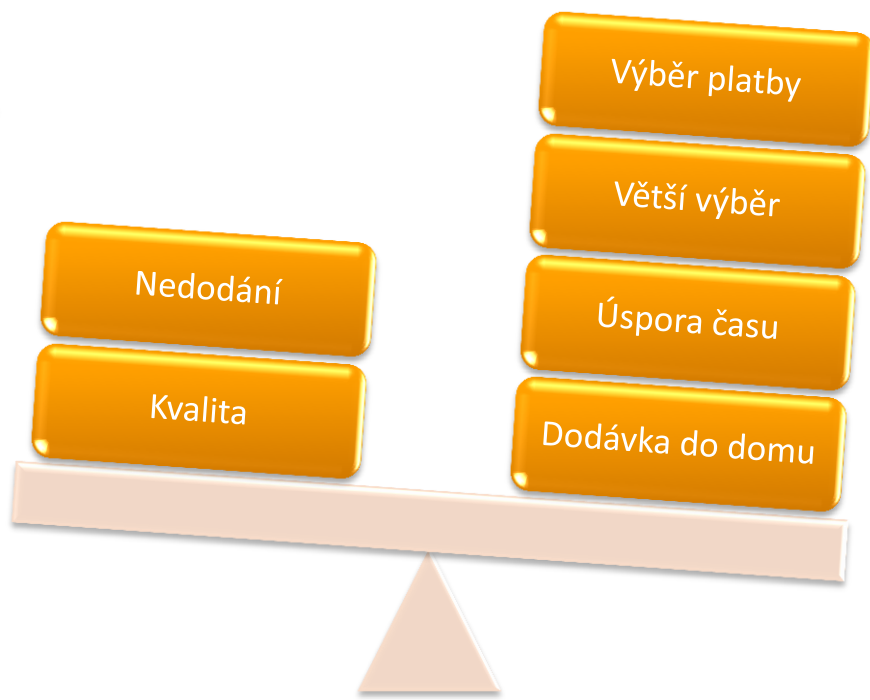 Nedodání
Kvalita
Výběr platby
Větší výběr
Úspora času
Dodávka do domu